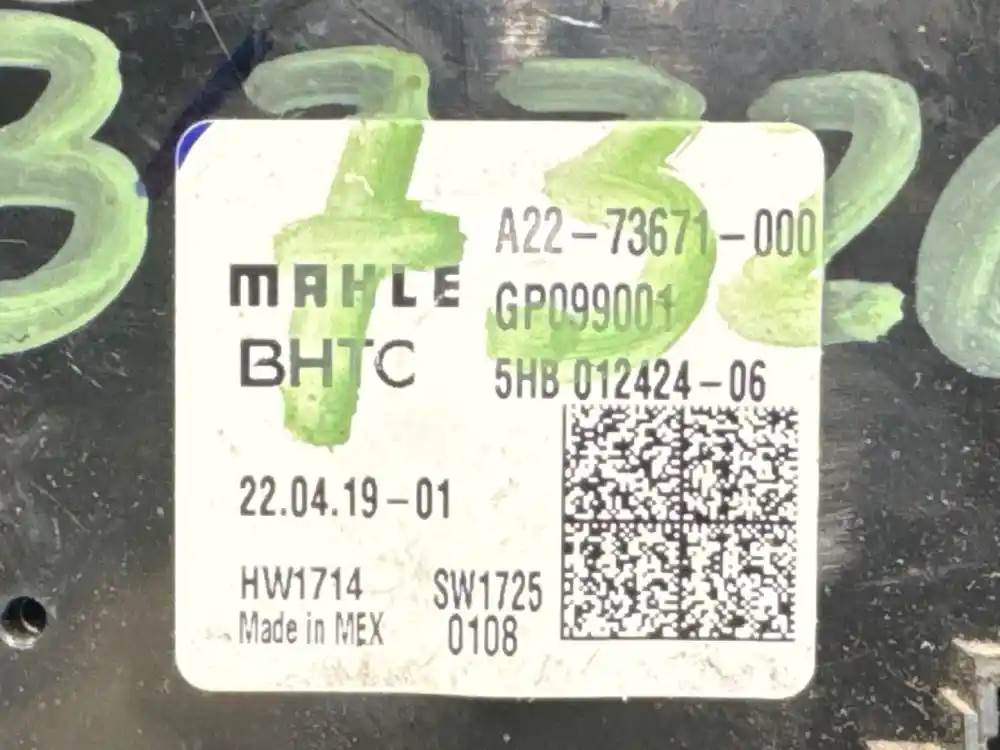 B7320
A22-73671-000
MAHLE
GP099001
BHTC
5HB 012424-06
22.04.19-01
HW1714
SW1725
Made in MEX
0108